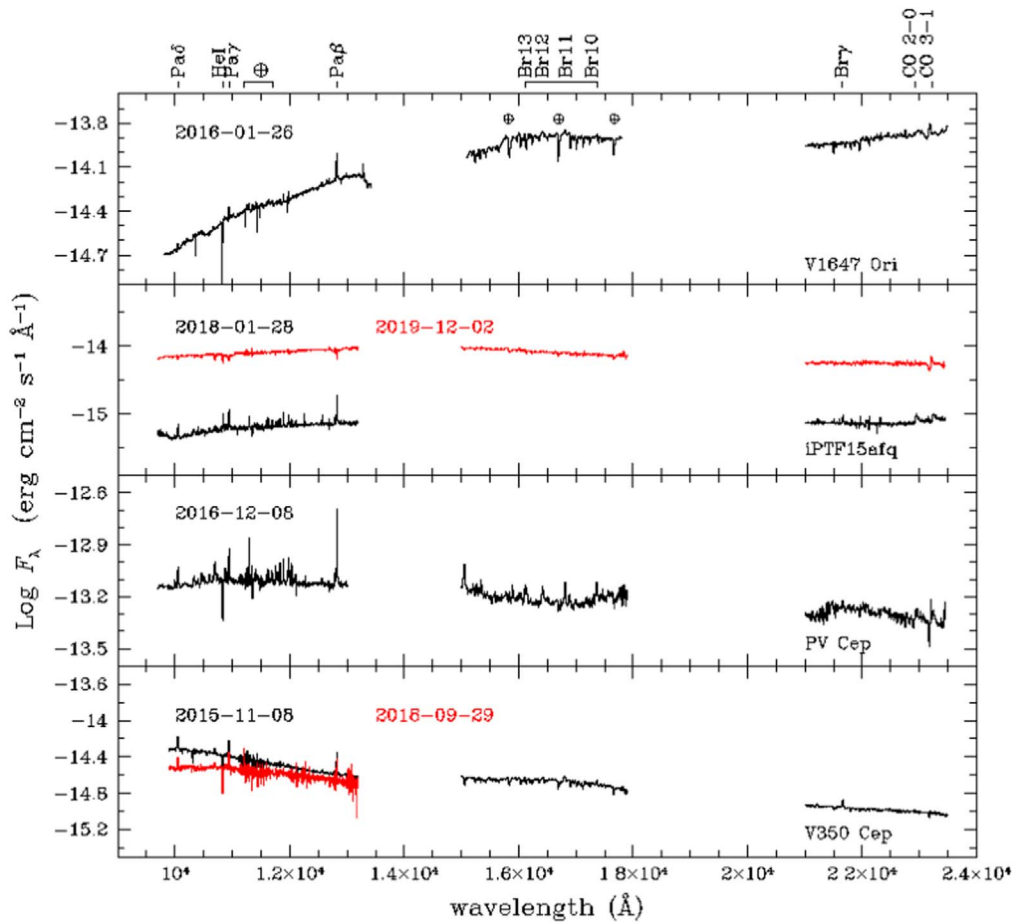 Paδ HeI Paγ ⊕ Paβ Br13 Br12 Br11 Br10 Brγ CO 2-0 CO 3-1
2016-01-26 ⊕ ⊕ ⊕
−13.8
−14.1
−14.4
−14.7
V1647 Ori
2018-01-28 2019-12-02
−14
−15
iPTF15afq
−12.8
2016-12-08
−12.9
−13.2
−13.5
PV Cep
−13.6
2015-11-08 2018-09-29
−14
−14.4
−14.8
−15.2
V350 Cep
Log Fλ (erg cm⁻² s⁻¹ Å⁻¹)
10⁴ 1.2×10⁴ 1.4×10⁴ 1.6×10⁴ 1 8×10⁴ 2×10⁴ 2 2×10⁴ 2.4×10⁴
wavelength (Å)